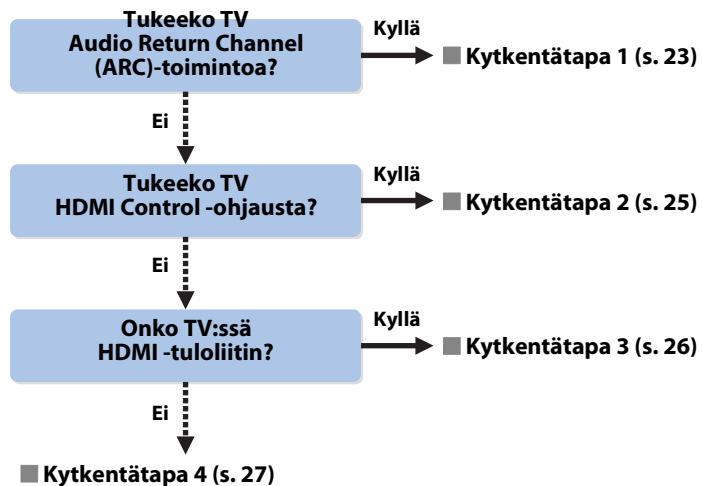 Tukeeko TV
Audio Return Channel
(ARC)-toimintoa?
Kyllä
Kytkentätapa 1 (s. 23)
Ei
Tukeeko TV
HDMI Control -ohjausta?
Kyllä
Kytkentätapa 2 (s. 25)
Ei
Onko TV:ssä
HDMI -tuloliitin?
Kyllä
Kytkentätapa 3 (s. 26)
Ei
Kytkentätapa 4 (s. 27)